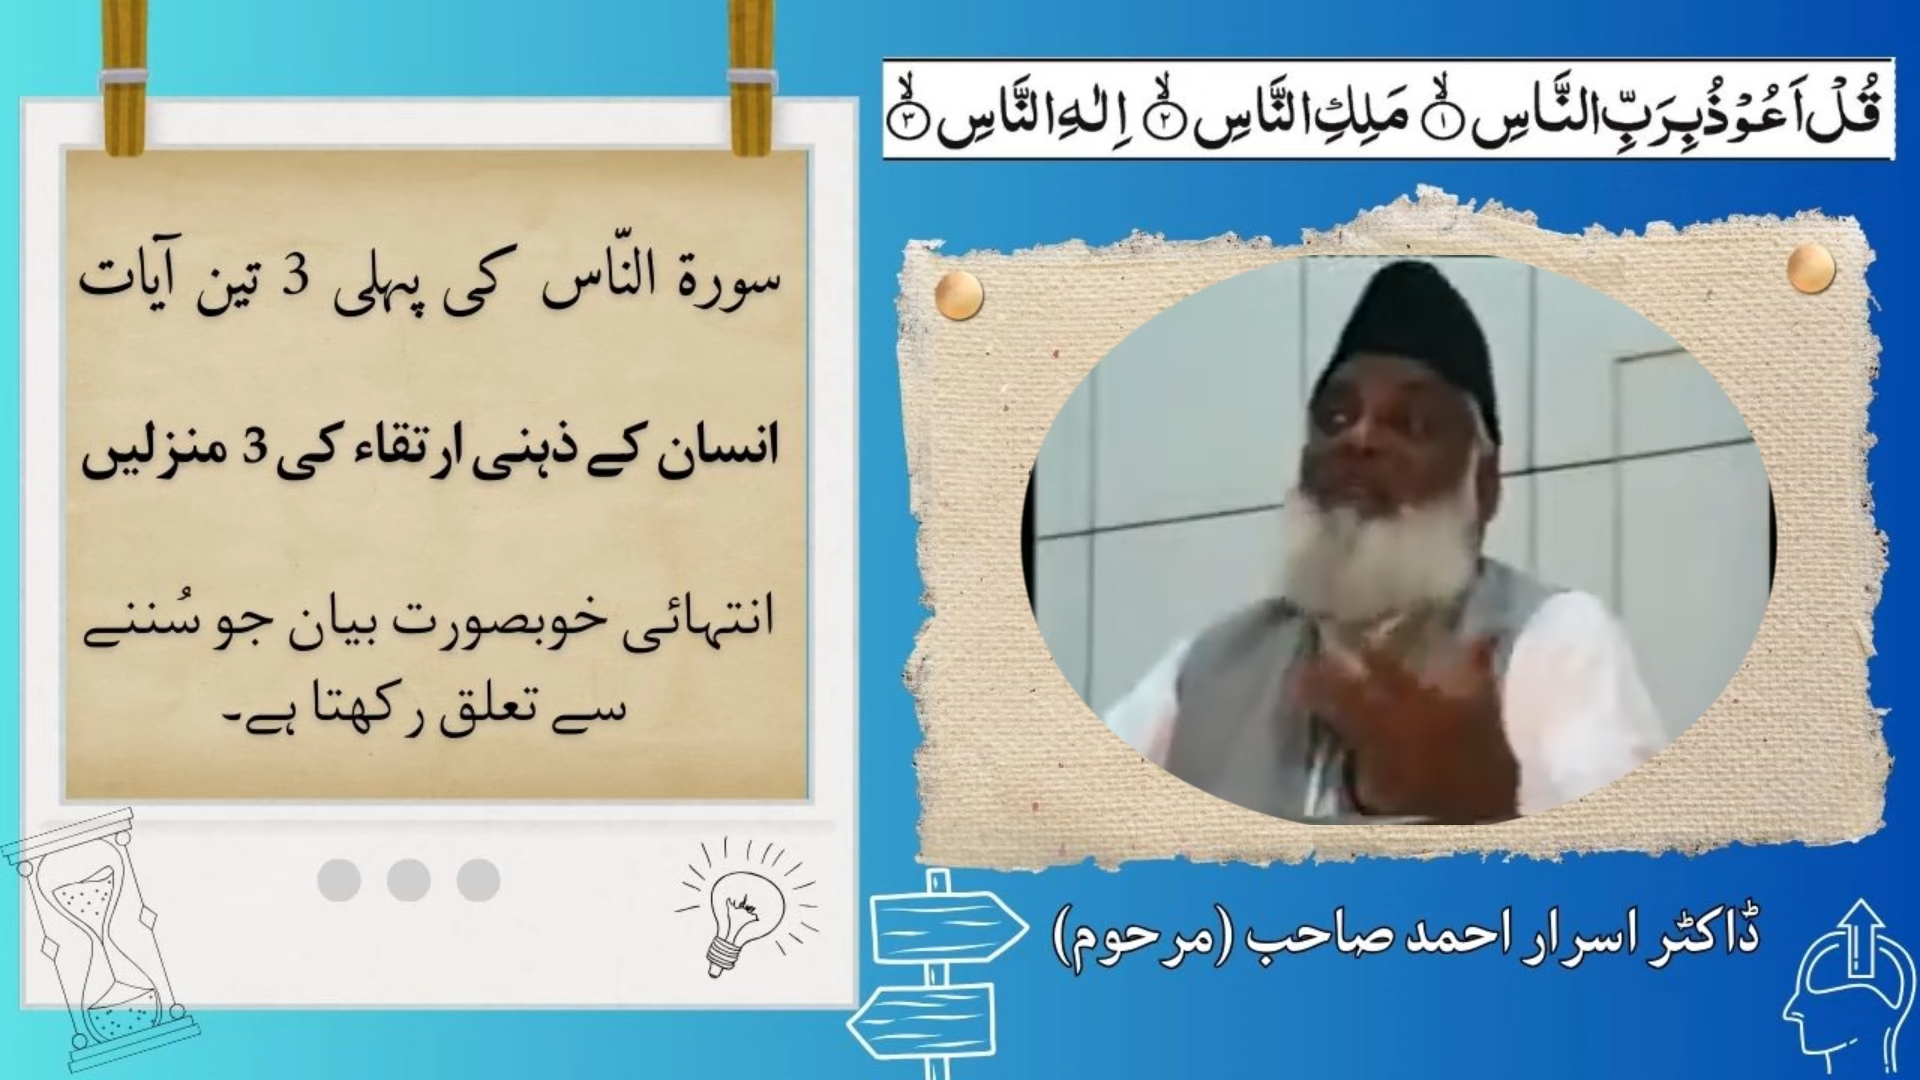 قُلۡ اَعُوۡذُ بِرَبِّ النَّاسِ ۙ﴿۱﴾ مَلِكِ النَّاسِ ۙ﴿۲﴾ اِلٰهِ النَّاسِ ۙ﴿۳﴾
سورۃ النّاس کی پہلی 3 تین آیات
انسان کے ذہنی ارتقاء کی 3 منزلیں
انتہائی خوبصورت بیان جو سُننے
سے تعلق رکھتا ہے۔
ڈاکٹر اسرار احمد صاحب (مرحوم)